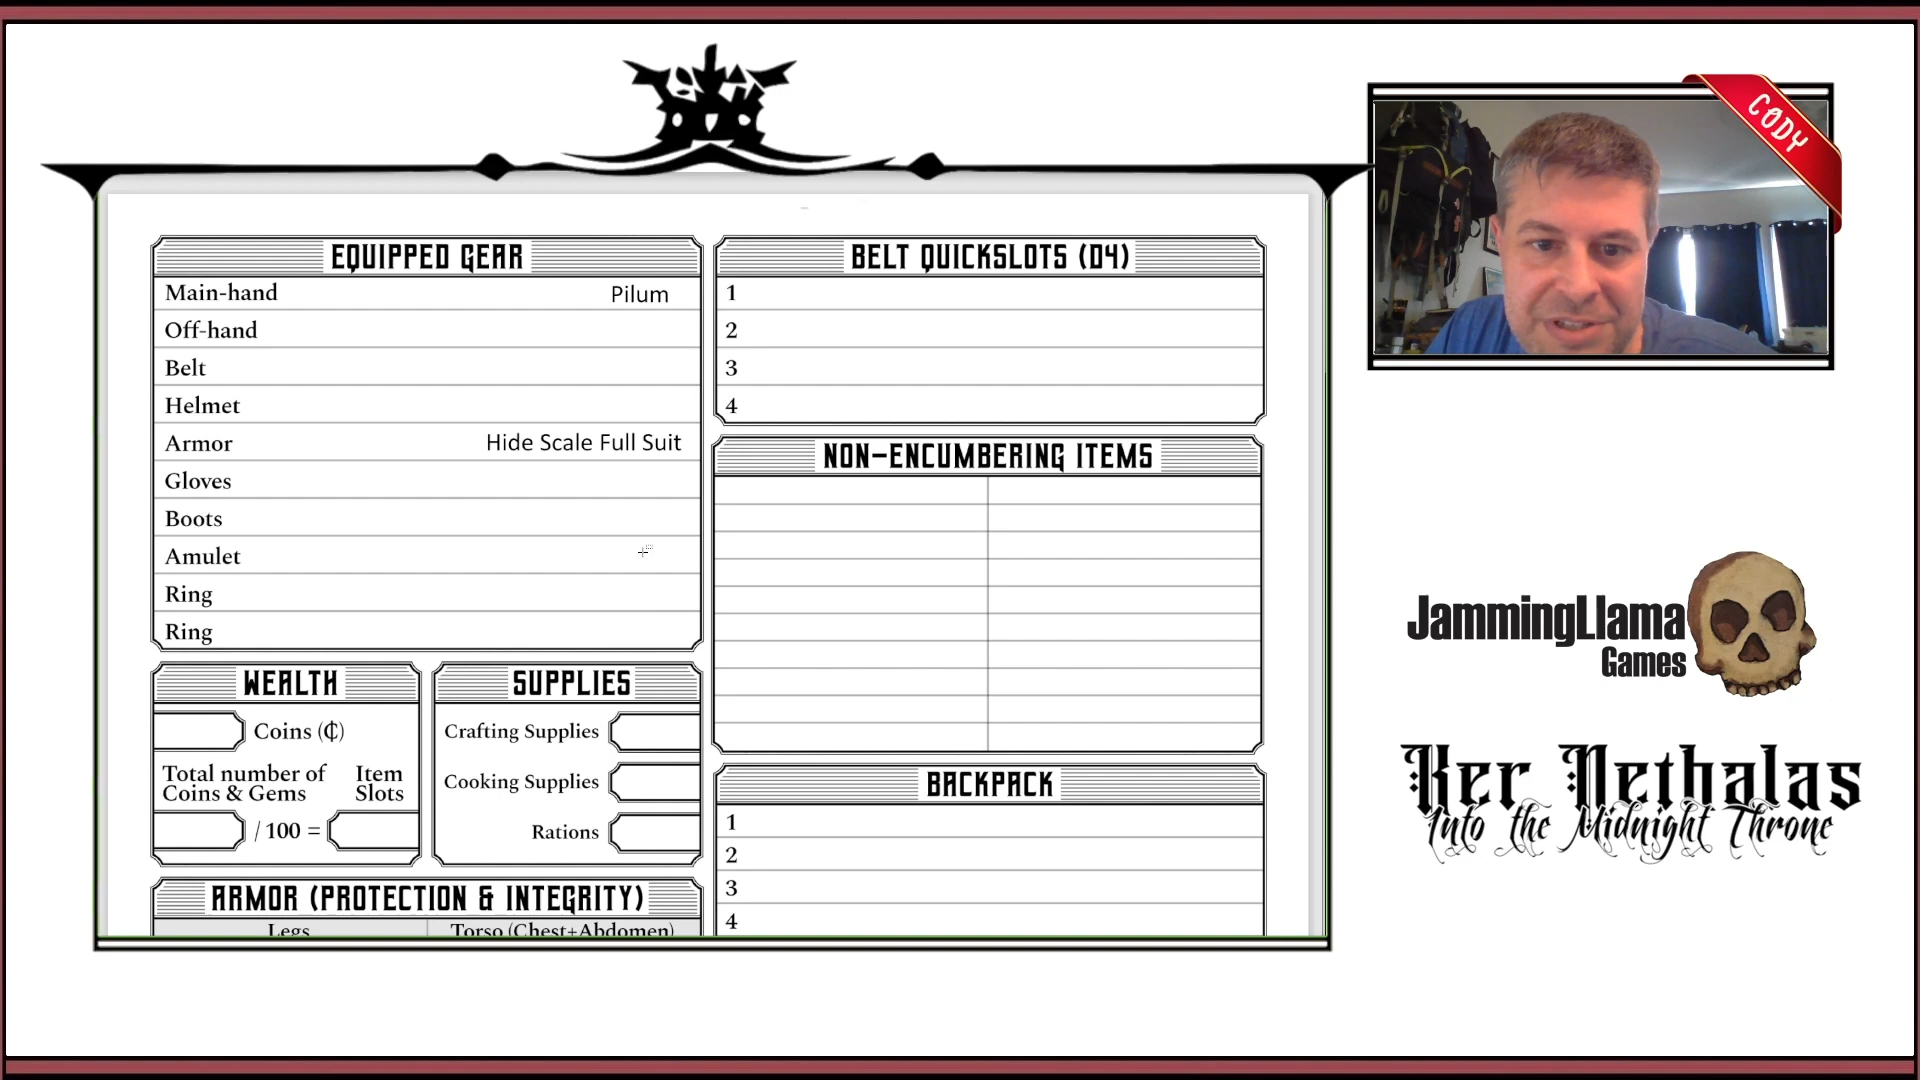 CODY
EQUIPPED GEAR
Main-hand Pilum
Off-hand
Belt
Helmet
Armor Hide Scale Full Suit
Gloves
Boots
Amulet
Ring
Ring
WEALTH
Coins (₵)
Total number of Coins & Gems
Item Slots
/ 100 =
SUPPLIES
Crafting Supplies
Cooking Supplies
Rations
ARMOR (PROTECTION & INTEGRITY)
Legs
Torso (Chest+Abdomen)
BELT QUICKSLOTS (D4)
1
2
3
4
NON-ENCUMBERING ITEMS
BACKPACK
1
2
3
4
JammingLlama
Games
Ker Nethalas
Into the Midnight Throne